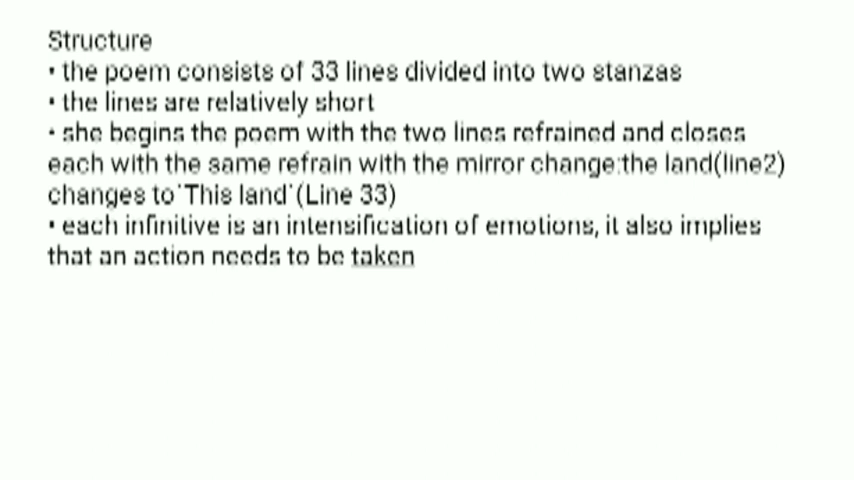 Structure
• the poem consists of 33 lines divided into two stanzas
• the lines are relatively short
• she begins the poem with the two lines refrained and closes
each with the same refrain with the mirror change:the land(line2)
changes to'This land'(Line 33)
• each infinitive is an intensification of emotions, it also implies
that an action needs to be taken